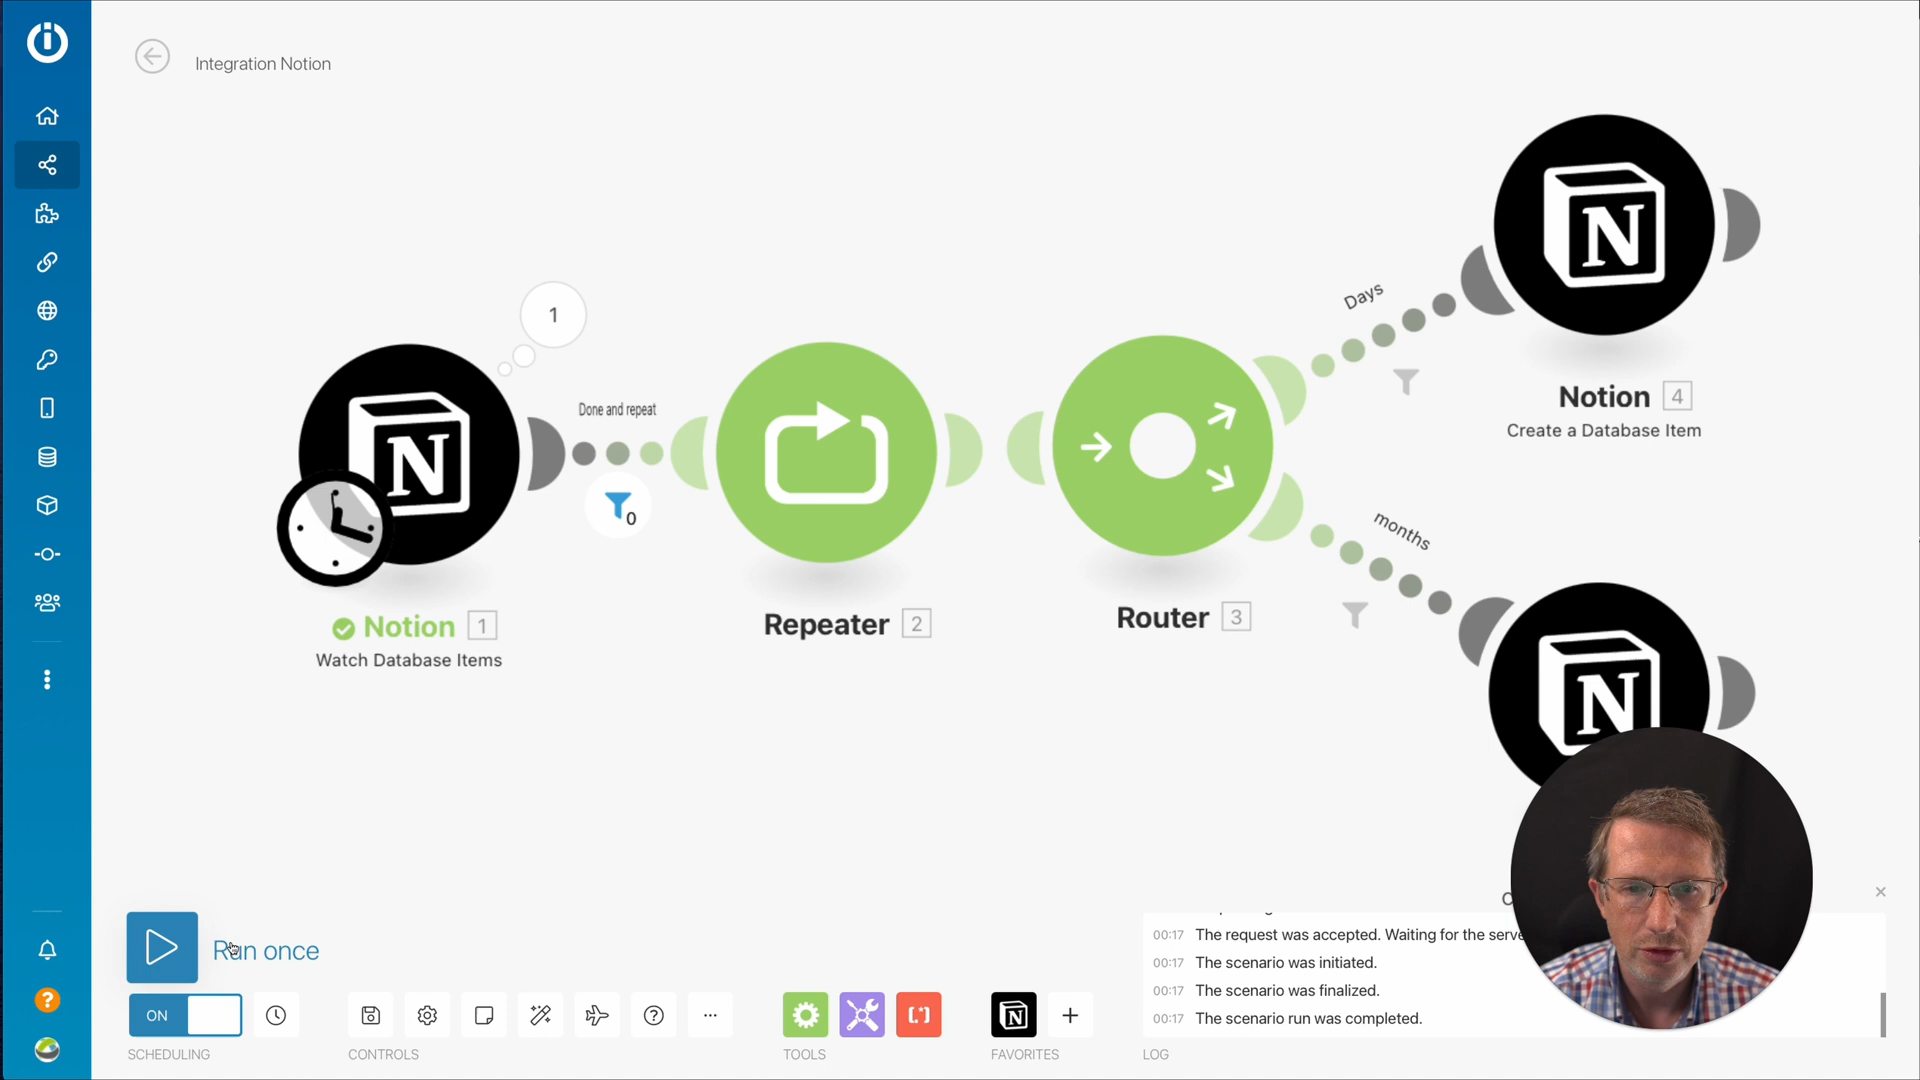 Integration Notion
1
Days
Done and repeat
0
N
N
N
Notion 4
Create a Database Item
months
Notion 1
Watch Database Items
Repeater 2
Router 3
Run once
00:17 The request was accepted. Waiting for the serve
00:17 The scenario was initiated.
00:17 The scenario was finalized.
00:17 The scenario run was completed.
ON
SCHEDULING
CONTROLS
TOOLS
FAVORITES
LOG